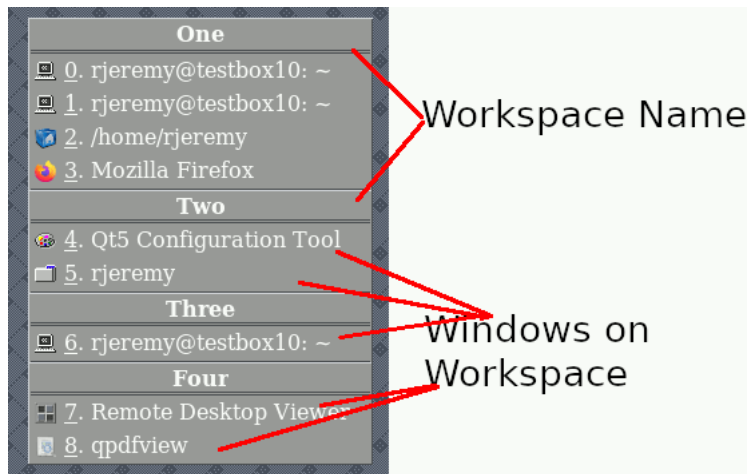 One
0. rjeremy@testbox10: ~
1. rjeremy@testbox10: ~
2. /home/rjeremy
3. Mozilla Firefox
Two
4. Qt5 Configuration Tool
5. rjeremy
Three
6. rjeremy@testbox10: ~
Four
7. Remote Desktop Viewer
8. qpdfview
Workspace Name
Windows on
Workspace